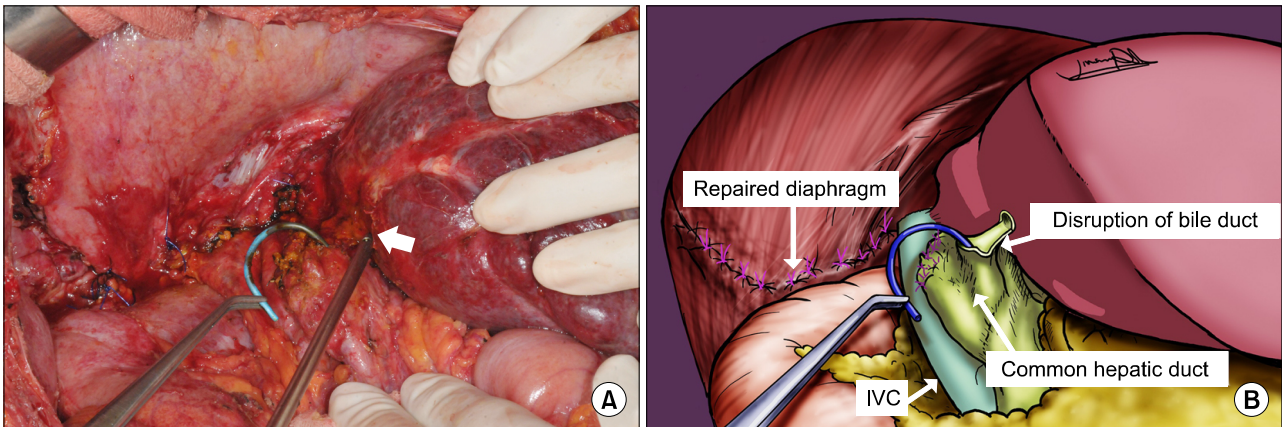 Repaired diaphragm
Disruption of bile duct
Common hepatic duct
IVC
A
B